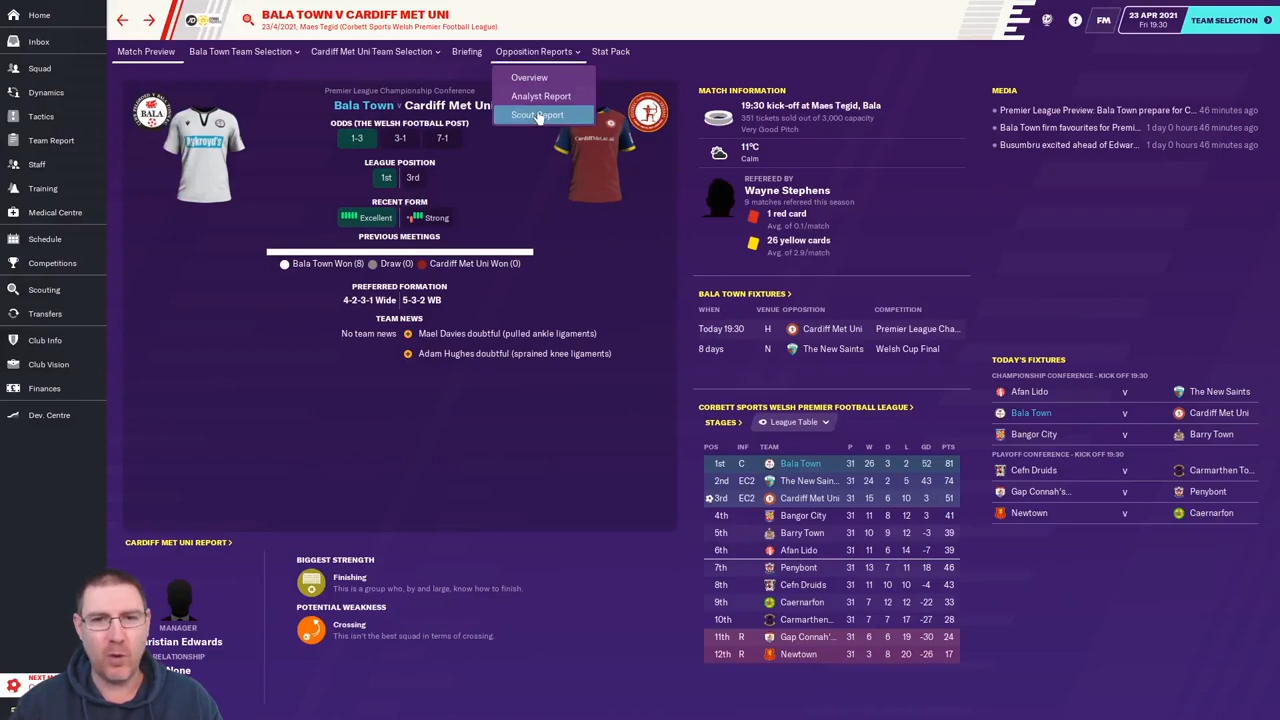 Home
BALA TOWN V CARDIFF MET UNI
23/4/2021, Maes Tegid (Corbett Sports Welsh Premier Football League)
FM
23 APR 2021
Fri 19:30
TEAM SELECTION
Match Preview
Bala Town Team Selection
Cardiff Met Uni Team Selection
Briefing
Opposition Reports
Stat Pack
Overview
Analyst Report
Scout Report
Squad
Dynamics
Staff
Training
Medical Centre
Schedule
Competitions
Scouting
Transfers
Club Info
Club Vision
Finances
Dev. Centre
Premier League Championship Conference
Bala Town v Cardiff Met Uni
BALA
ODDS (THE WELSH FOOTBALL POST)
1-3 3-1 7-1
LEAGUE POSITION
1st 3rd
RECENT FORM
Excellent Strong
PREVIOUS MEETINGS
Bala Town Won (8) Draw (0) Cardiff Met Uni Won (0)
PREFERRED FORMATION
4-2-3-1 Wide 5-3-2 WB
TEAM NEWS
No team news Mael Davies doubtful (pulled ankle ligaments)
Adam Hughes doubtful (sprained knee ligaments)
CARDIFF MET UNI REPORT
MANAGER
hristian Edwards
RELATIONSHIP
None
BIGGEST STRENGTH
Finishing
This is a group who, by and large, know how to finish.
POTENTIAL WEAKNESS
Crossing
This isn't the best squad in terms of crossing.
MATCH INFORMATION
19:30 kick-off at Maes Tegid, Bala
351 tickets sold out of 3,000 capacity
Very Good Pitch
11°C
Calm
REFEREED BY
Wayne Stephens
9 matches refereed this season
1 red card
Avg. of 0.1/match
26 yellow cards
Avg. of 2.9/match
BALA TOWN FIXTURES
WHEN VENUE OPPOSITION COMPETITION
Today 19:30 H Cardiff Met Uni Premier League Cha...
8 days N The New Saints Welsh Cup Final
CORBETT SPORTS WELSH PREMIER FOOTBALL LEAGUE
STAGES League Table
POS INF TEAM P W D L GD PTS
1st C Bala Town 31 26 3 2 52 81
2nd EC2 The New Sain... 31 24 2 5 43 74
3rd EC2 Cardiff Met Uni 31 15 6 10 3 51
4th Bangor City 31 11 8 12 3 41
5th Barry Town 31 10 9 12 -3 39
6th Afan Lido 31 11 6 14 -7 39
7th Penybont 31 13 7 11 18 46
8th Cefn Druids 31 11 10 10 -4 43
9th Caernarfon 31 7 12 12 -22 33
10th Carmarthen... 31 7 7 17 -27 28
11th R Gap Connah'... 31 6 6 19 -30 24
12th R Newtown 31 3 8 20 -26 17
MEDIA
Premier League Preview: Bala Town prepare for C... 46 minutes ago
Bala Town firm favourites for Premi... 1 day 0 hours 46 minutes ago
Busumbru excited ahead of Edwar... 1 day 0 hours 46 minutes ago
TODAY'S FIXTURES
CHAMPIONSHIP CONFERENCE - KICK OFF 19:30
Afan Lido v The New Saints
Bala Town v Cardiff Met Uni
Bangor City v Barry Town
PLAYOFF CONFERENCE - KICK OFF 19:30
Cefn Druids v Carmarthen To...
Gap Connah's... v Penybont
Newtown v Caernarfon